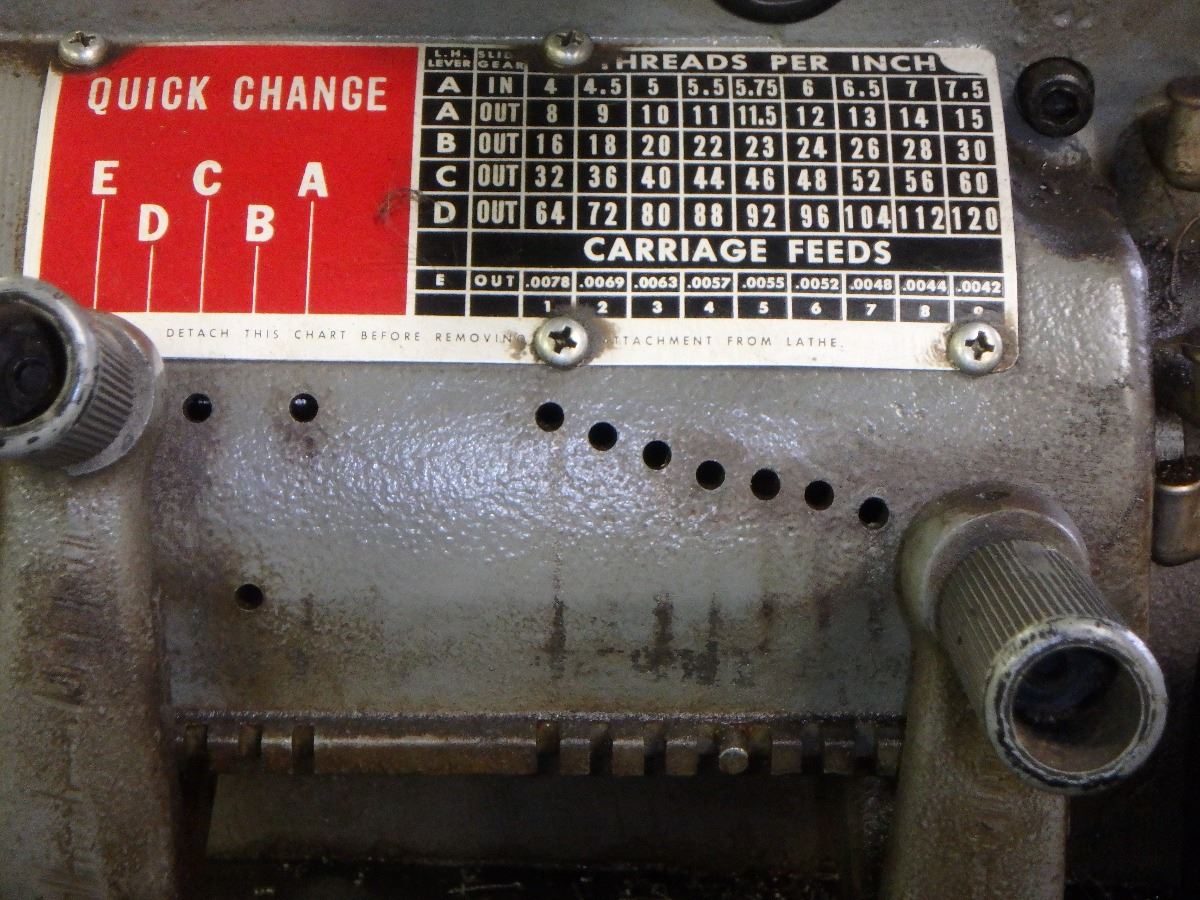 QUICK CHANGE
E C A
D B
L.H. LEVER SLIDE GEAR THREADS PER INCH
A IN 4 4.5 5 5.5 5.75 6 6.5 7 7.5
A OUT 8 9 10 11 11.5 12 13 14 15
B OUT 16 18 20 22 23 24 26 28 30
C OUT 32 36 40 44 46 48 52 56 60
D OUT 64 72 80 88 92 96 104 112 120
CARRIAGE FEEDS
E OUT .0078 .0069 .0063 .0057 .0055 .0052 .0048 .0044 .0042
1 2 3 4 5 6 7 8 9
DETACH THIS CHART BEFORE REMOVING ATTACHMENT FROM LATHE.